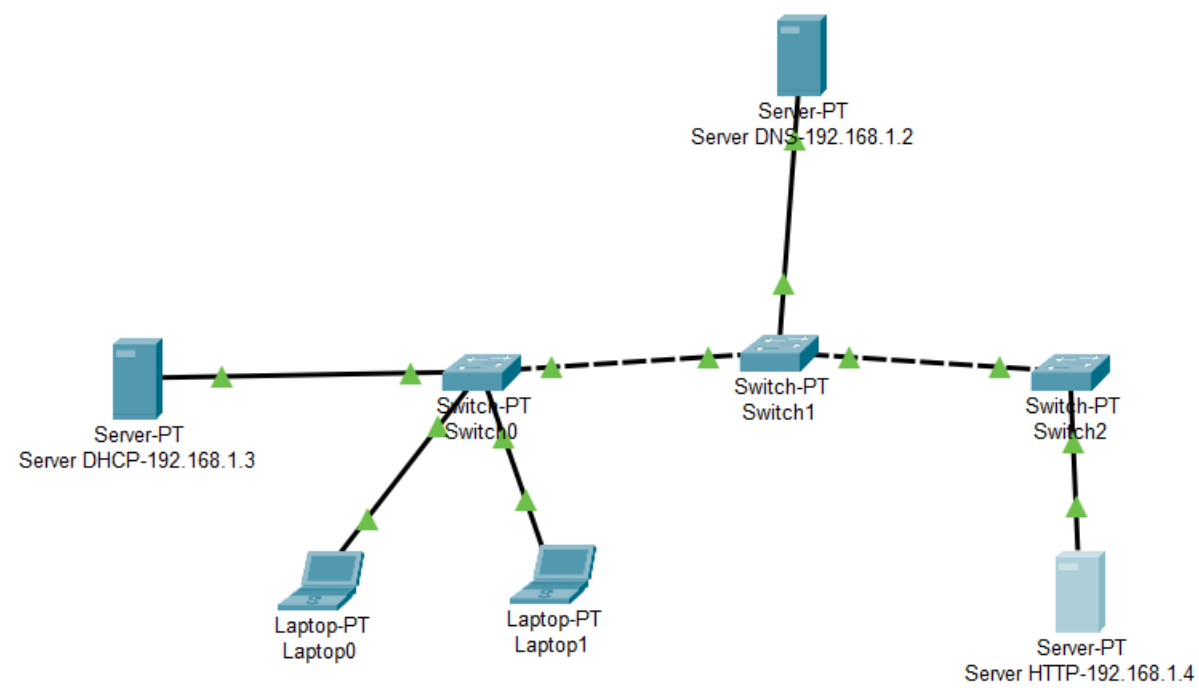 Server-PT
Server DNS-192.168.1.2
Switch-PT
Switch1
Switch-PT
Switch0
Switch-PT
Switch2
Server-PT
Server DHCP-192.168.1.3
Laptop-PT
Laptop0
Laptop-PT
Laptop1
Server-PT
Server HTTP-192.168.1.4